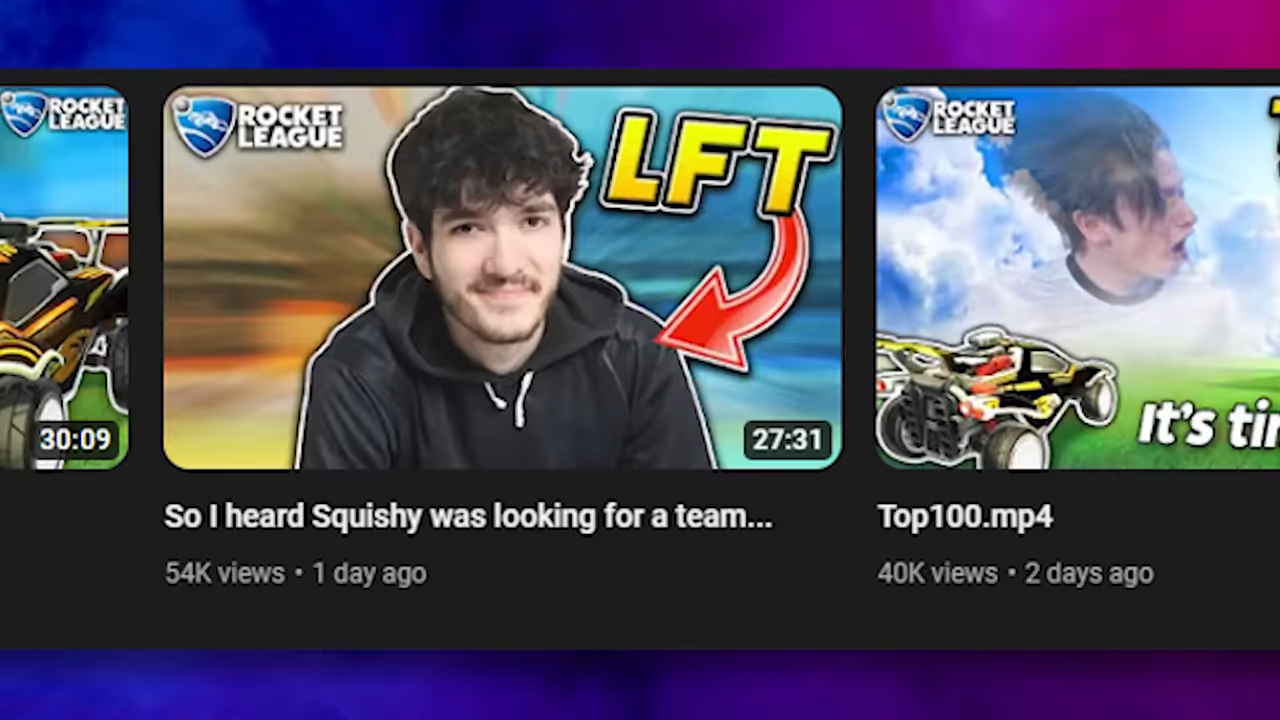 ROCKET
LEAGUE
30:09
ROCKET
LEAGUE
LFT
27:31
So I heard Squishy was looking for a team...
54K views • 1 day ago
ROCKET
LEAGUE
It's
Top100.mp4
40K views • 2 days ago